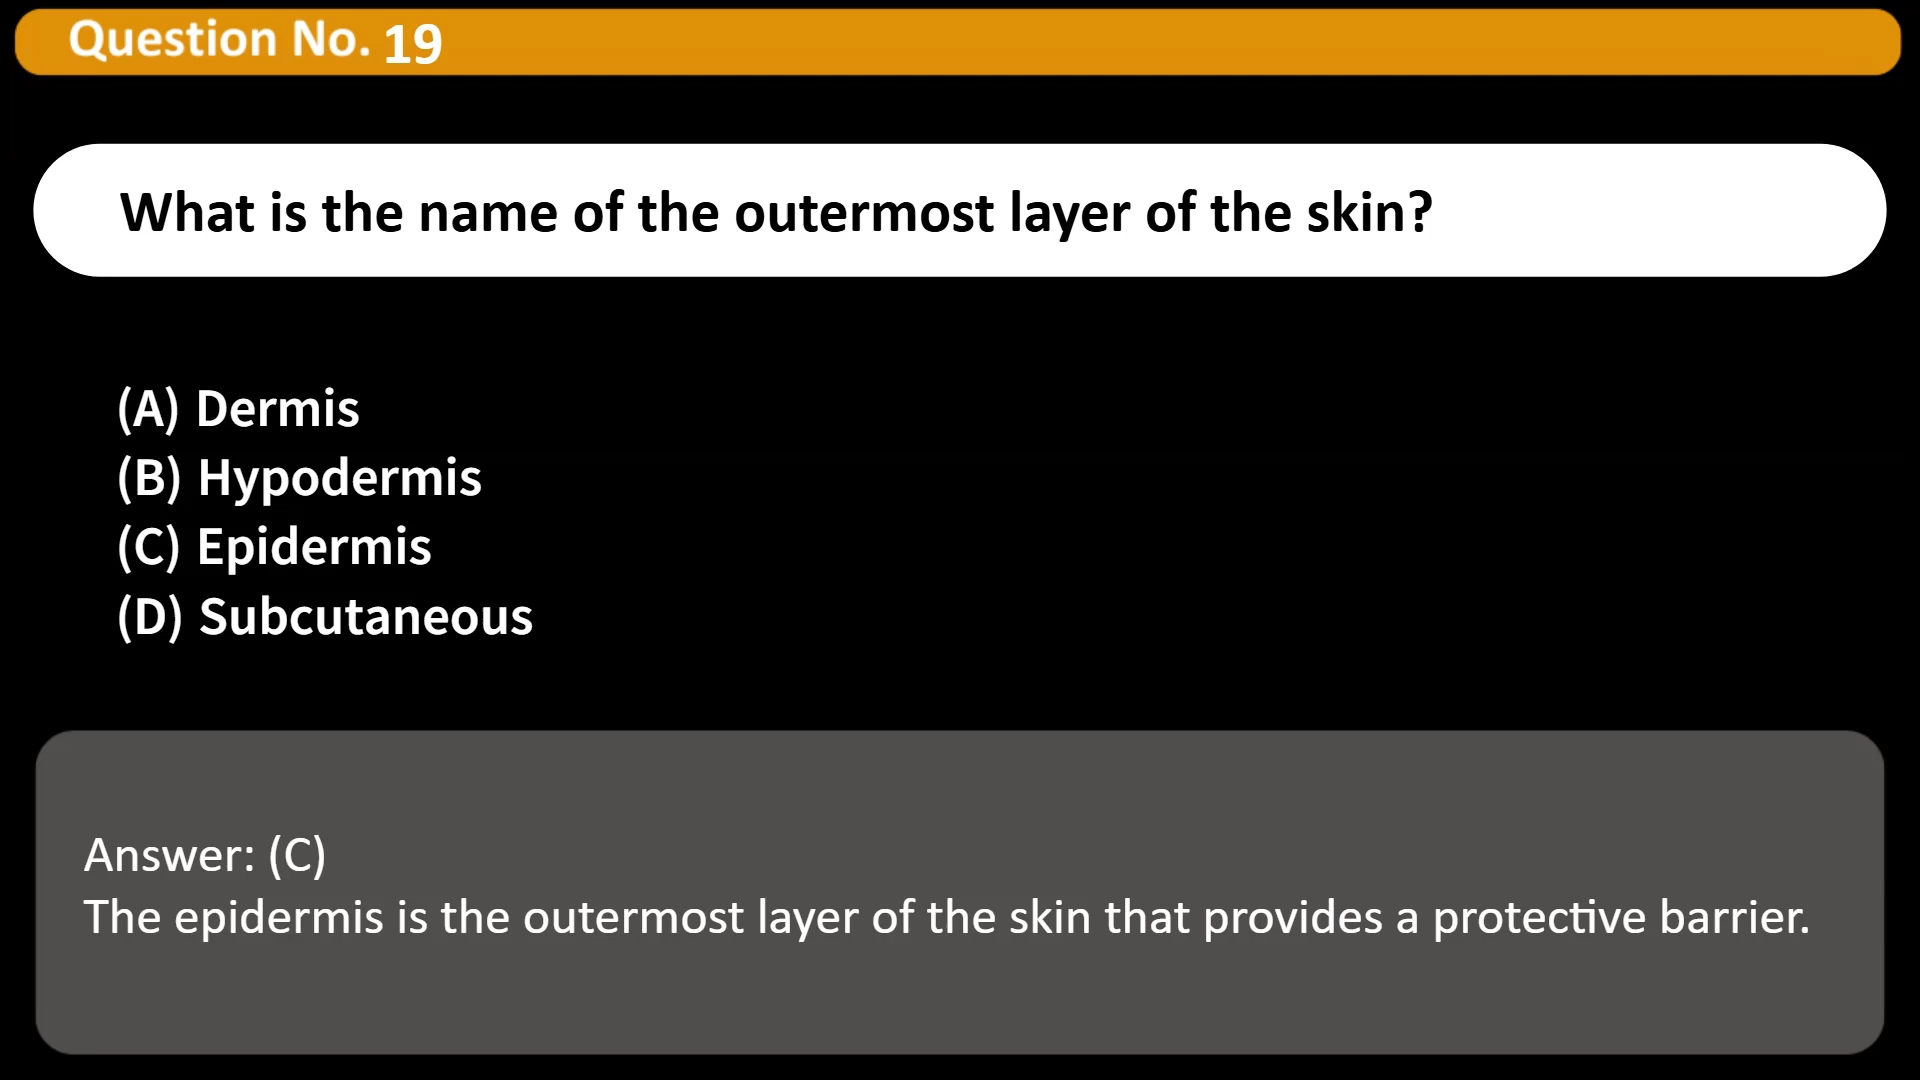 Question No. 19
What is the name of the outermost layer of the skin?
(A) Dermis
(B) Hypodermis
(C) Epidermis
(D) Subcutaneous
Answer: (C)
The epidermis is the outermost layer of the skin that provides a protective barrier.